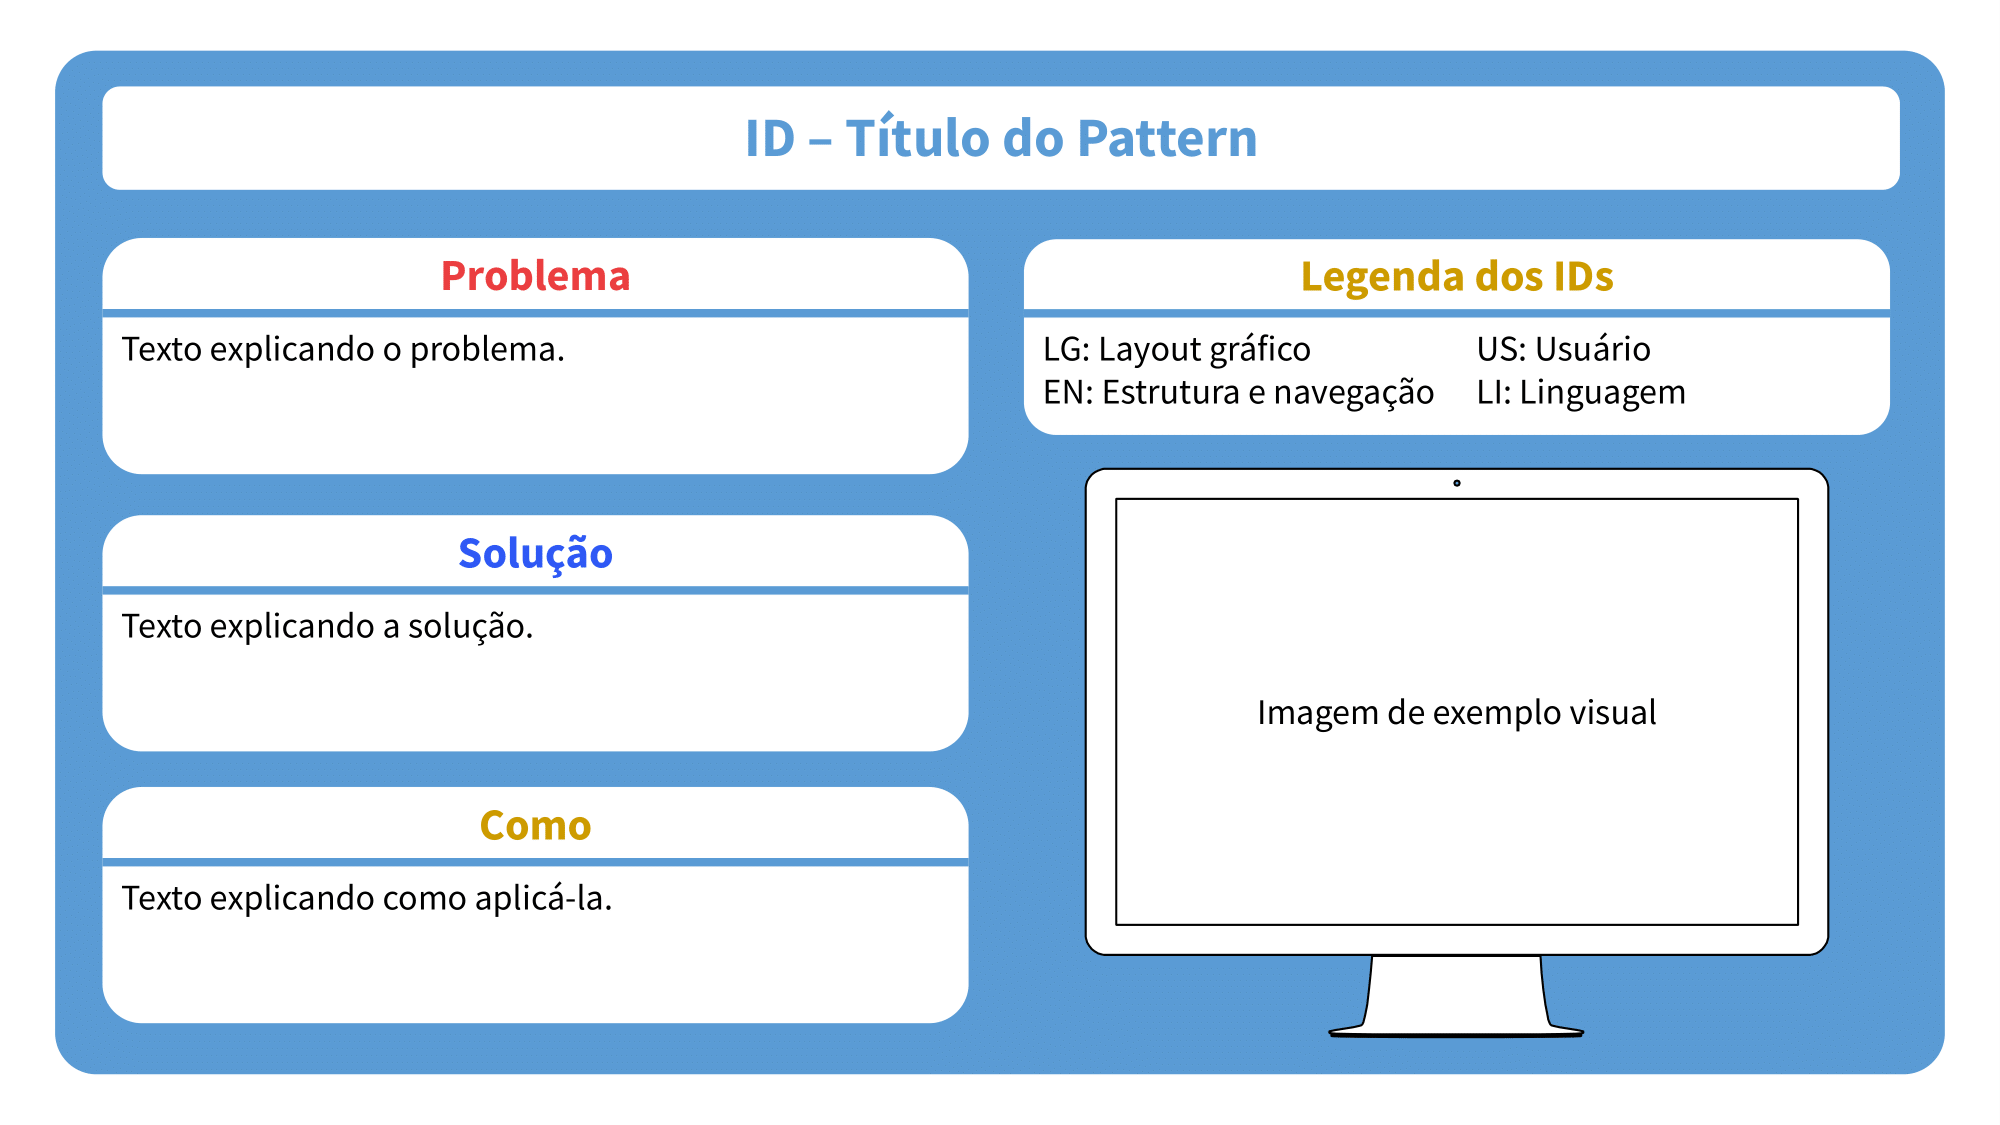 ID – Título do Pattern
Problema
Texto explicando o problema.
Solução
Texto explicando a solução.
Como
Texto explicando como aplicá-la.
Legenda dos IDs
LG: Layout gráfico
EN: Estrutura e navegação
US: Usuário
LI: Linguagem
Imagem de exemplo visual